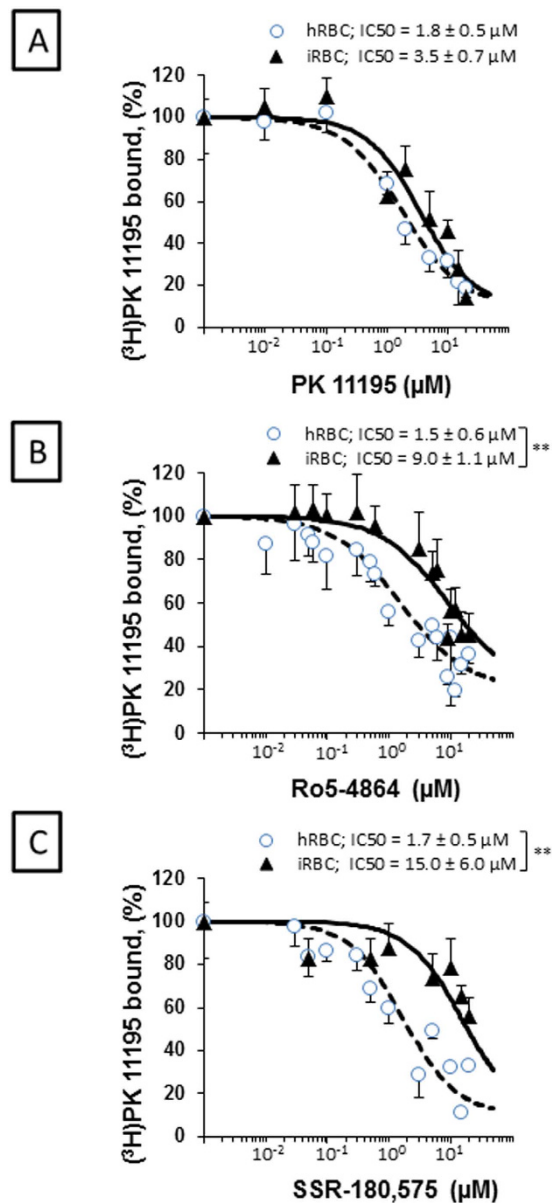 A
hRBC; IC50 = 1.8 ± 0.5 µM
iRBC; IC50 = 3.5 ± 0.7 µM
120
100
80
60
40
20
0
(³H)PK 11195 bound, (%)
10⁻² 10⁻¹ 10⁰ 10¹
PK 11195 (µM)
B
hRBC; IC50 = 1.5 ± 0.6 µM
iRBC; IC50 = 9.0 ± 1.1 µM
**
120
100
80
60
40
20
0
(³H)PK 11195 bound, (%)
10⁻² 10⁻¹ 10⁰ 10¹
Ro5-4864 (µM)
C
hRBC; IC50 = 1.7 ± 0.5 µM
iRBC; IC50 = 15.0 ± 6.0 µM
**
120
100
80
60
40
20
0
(³H)PK 11195 bound, (%)
10⁻² 10⁻¹ 10⁰ 10¹
SSR-180,575 (µM)